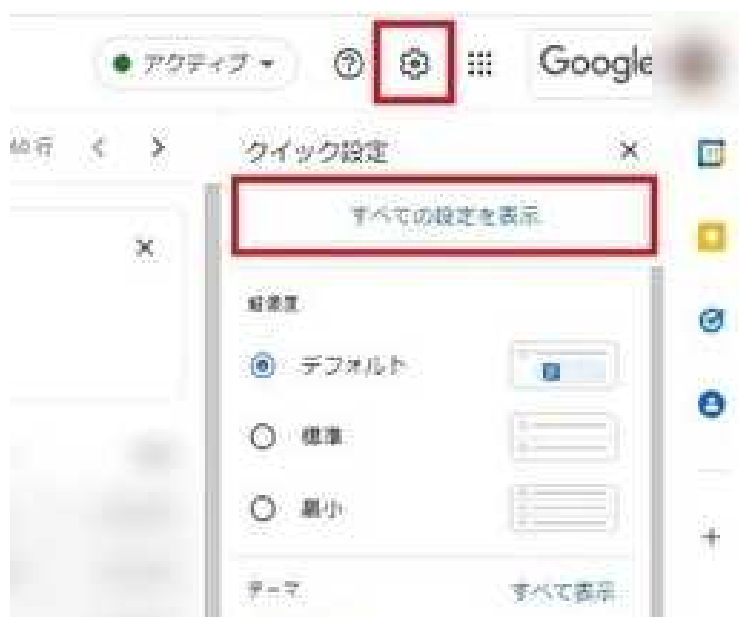 アクティブ
Google
行
クイック設定
すべての設定を表示
デフォルト
標準
最小
テーマ
すべて表示